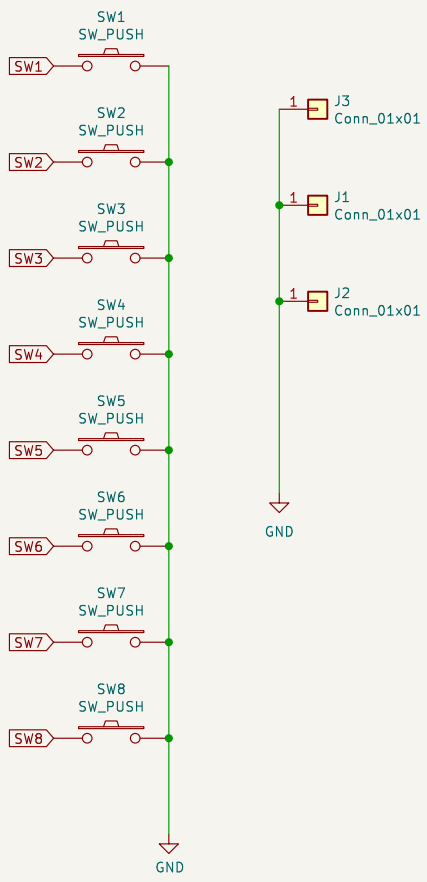 SW1
SW_PUSH
SW1
SW2
SW_PUSH
SW2
SW3
SW_PUSH
SW3
SW4
SW_PUSH
SW4
SW5
SW_PUSH
SW5
SW6
SW_PUSH
SW6
SW7
SW_PUSH
SW7
SW8
SW_PUSH
SW8
GND
1 J3
Conn_01x01
1 J1
Conn_01x01
1 J2
Conn_01x01
GND